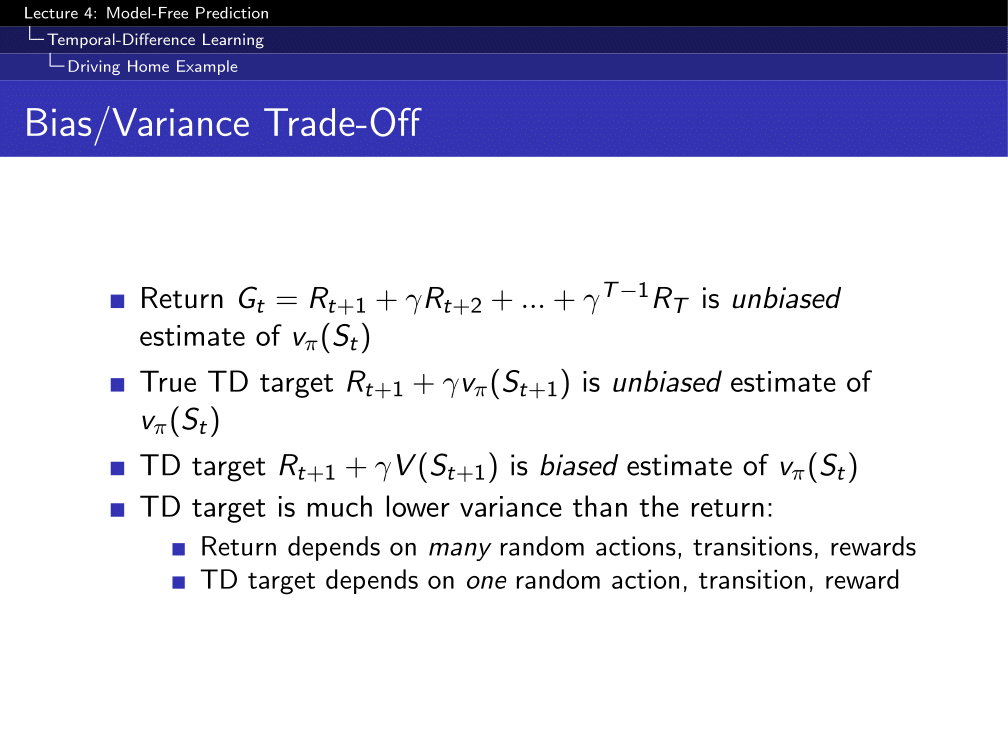 Lecture 4: Model-Free Prediction
Temporal-Difference Learning
Driving Home Example
Bias/Variance Trade-Off
Return $G_t = R_{t+1} + \gamma R_{t+2} + ... + \gamma^{T-1} R_T$ is unbiased
estimate of $v_\pi(S_t)$
True TD target $R_{t+1} + \gamma v_\pi(S_{t+1})$ is unbiased estimate of
$v_\pi(S_t)$
TD target $R_{t+1} + \gamma V(S_{t+1})$ is biased estimate of $v_\pi(S_t)$
TD target is much lower variance than the return:
Return depends on many random actions, transitions, rewards
TD target depends on one random action, transition, reward